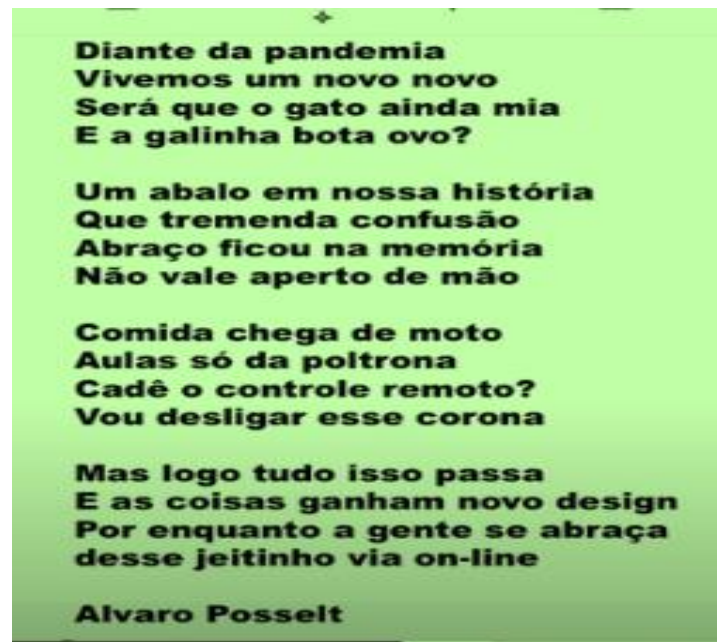 Diante da pandemia
Vivemos um novo novo
Será que o gato ainda mia
E a galinha bota ovo?
Um abalo em nossa história
Que tremenda confusão
Abraço ficou na memória
Não vale aperto de mão
Comida chega de moto
Aulas só da poltrona
Cadê o controle remoto?
Vou desligar esse corona
Mas logo tudo isso passa
E as coisas ganham novo design
Por enquanto a gente se abraça
desse jeitinho via on-line
Alvaro Posselt